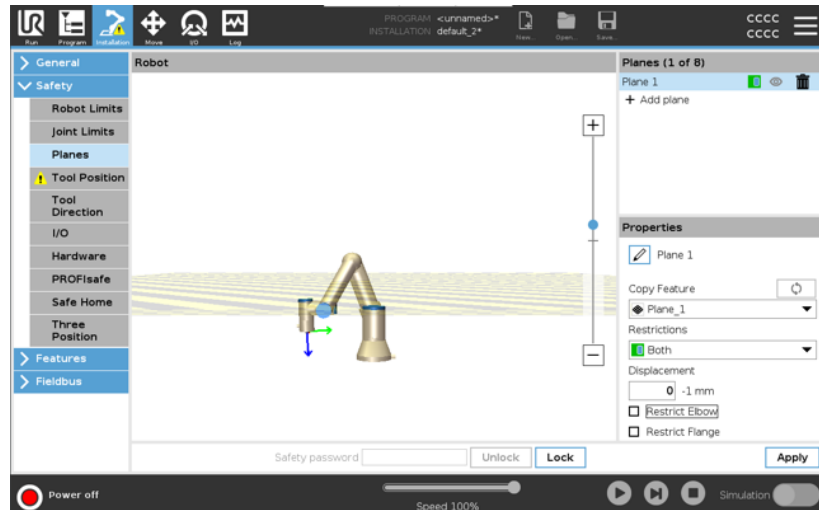 UR
PROGRAM <unnamed>*
INSTALLATION default_2*
cccc
cccc
Run Program Installation Move I/O Log New... Open... Save...
General
Safety
Robot Limits
Joint Limits
Planes
Tool Position
Tool
Direction
I/O
Hardware
PROFIsafe
Safe Home
Three
Position
Features
Fieldbus
Robot
+
−
Planes (1 of 8)
Plane 1
+ Add plane
Properties
Plane 1
Copy Feature
Plane_1
Restrictions
Both
Displacement
0 -1 mm
Restrict Elbow
Restrict Flange
Safety password Unlock Lock Apply
Power off
Speed 100%
Simulation